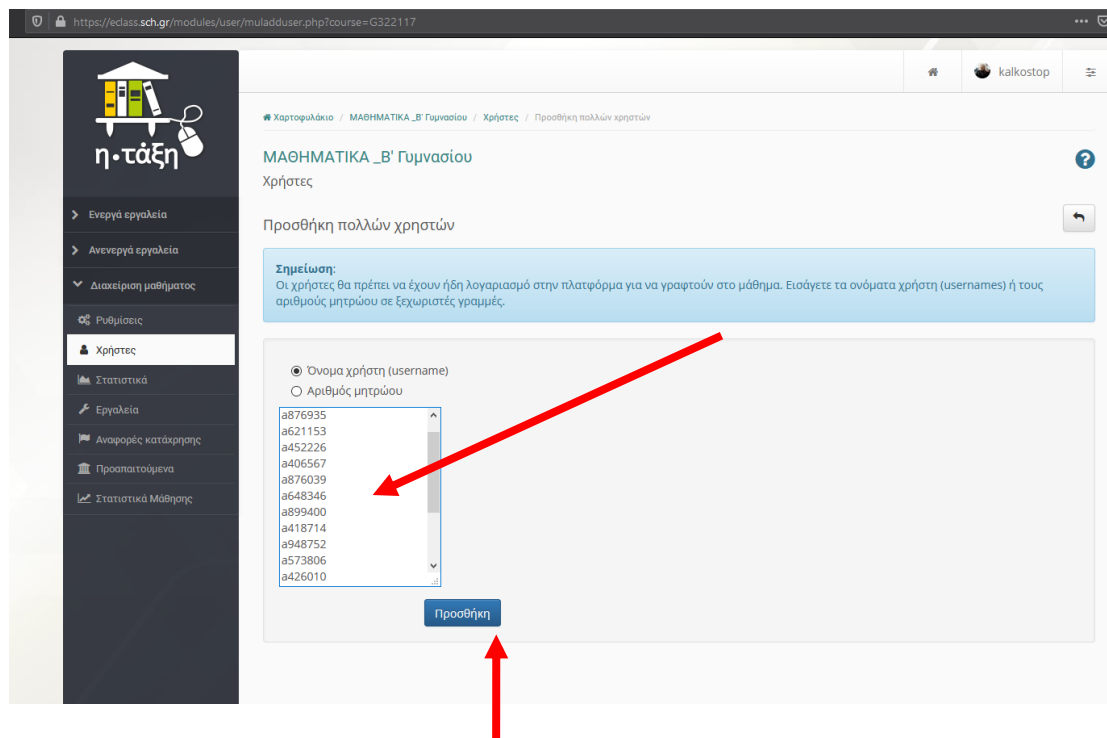 https://eclass.sch.gr/modules/user/muladduser.php?course=G322117
kalkostop
η·τάξη
Χαρτοφυλάκιο / ΜΑΘΗΜΑΤΙΚΑ _Β' Γυμνασίου / Χρήστες / Προσθήκη πολλών χρηστών
ΜΑΘΗΜΑΤΙΚΑ _Β' Γυμνασίου
Χρήστες
Ενεργά εργαλεία
Ανενεργά εργαλεία
Διαχείριση μαθήματος
Ρυθμίσεις
Χρήστες
Στατιστικά
Εργαλεία
Αναφορές κατάχρησης
Προαπαιτούμενα
Στατιστικά Μάθησης
Προσθήκη πολλών χρηστών
Σημείωση:
Οι χρήστες θα πρέπει να έχουν ήδη λογαριασμό στην πλατφόρμα για να γραφτούν στο μάθημα. Εισάγετε τα ονόματα χρήστη (usernames) ή τους
αριθμούς μητρώου σε ξεχωριστές γραμμές.
Όνομα χρήστη (username)
Αριθμός μητρώου
a876935
a621153
a452226
a406567
a876039
a648346
a899400
a418714
a948752
a573806
a426010
Προσθήκη